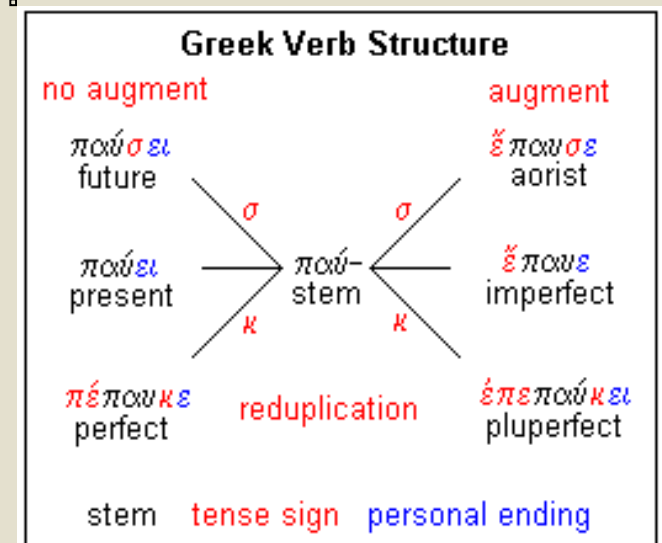 Greek Verb Structure
no augment augment
παύσει ἔπαυσε
future aorist
σ σ
παύει παύ- ἔπαυε
present stem imperfect
κ κ
πέπαυκε reduplication ἐπεπαύκει
perfect pluperfect
stem tense sign personal ending